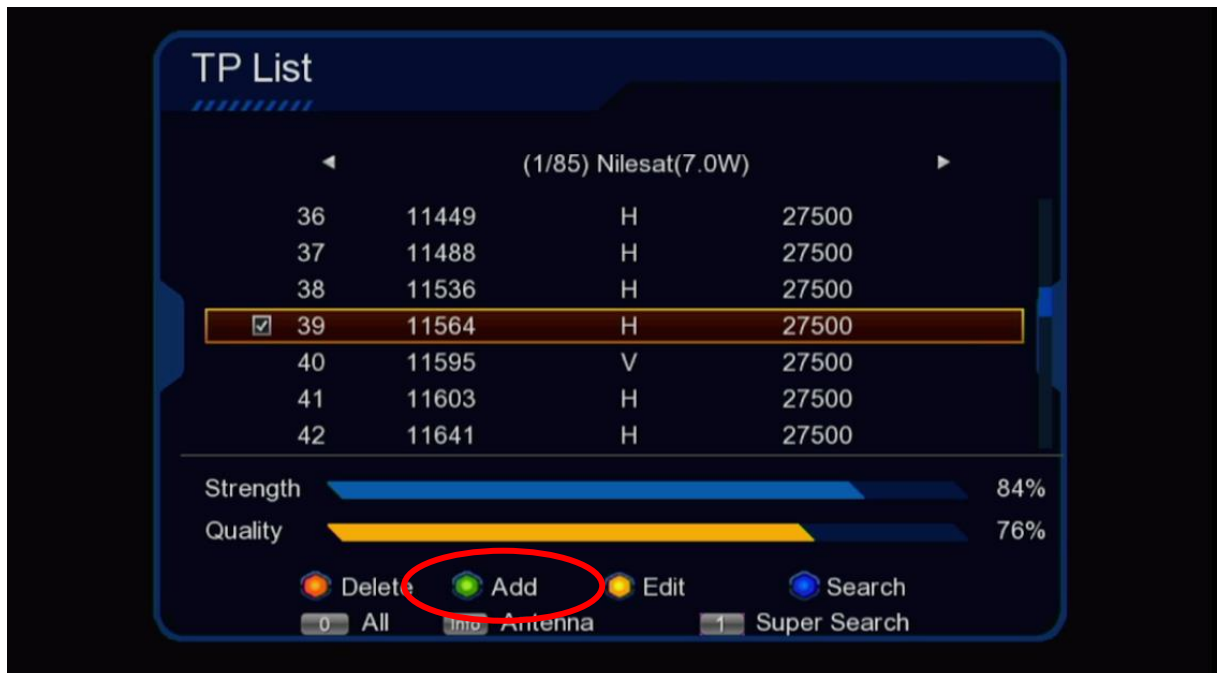 TP List
(1/85) Nilesat(7.0W)
36 11449 H 27500
37 11488 H 27500
38 11536 H 27500
39 11564 H 27500
40 11595 V 27500
41 11603 H 27500
42 11641 H 27500
Strength 84%
Quality 76%
Delete Add Edit Search
0 All Info Antenna 1 Super Search